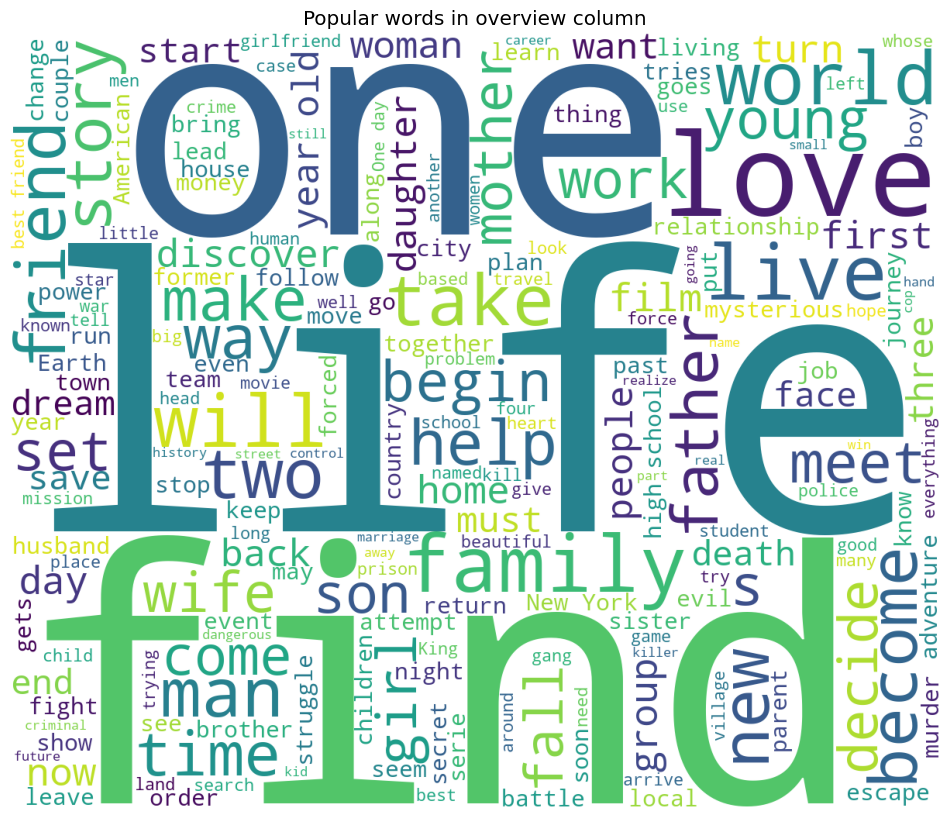 Popular words in overview column
girlfriend
career
whose
start
woman
learn
want
living
turn
change
couple
men
case
old
tries
goes
left
world
story
one
crime
bring
still
thing
use
young
boy
American
lead
house
money
year
along
One day
another
women
mother
work
small
love
friend
best friend
little
human
daughter
city
relationship
first
discover
look
going
star
former
follow
plan
based
travel
put
live
journey
hand
cop
power
war
tell
make
well
move
go
take
film
mysterious
hope
known
run
big
way
even
together
force
name
three
Earth
town
team
movie
problem
past
job
dream
head
forced
begin
realize
father
face
year
will
school
four
heart
people
high school
win
everything
set
history
street
control
country
help
real
meet
save
two
named
kill
part
mission
stop
home
give
police
know
keep
must
long
life
husband
marriage
beautiful
student
good
place
back
away
family
death
many
day
may
prison
try
wife
son
return
New York
evil
s
become
adventure
gets
event
attempt
sister
decide
dangerous
King
game
child
come
children
night
gang
killer
trying
struggle
girl
fall
group
new
village
parent
murder
end
man
fight
see
brother
secret
serie
around
soon
need
criminal
show
future
time
kid
seem
arrive
now
land
search
leave
order
best
battle
local
escape
find